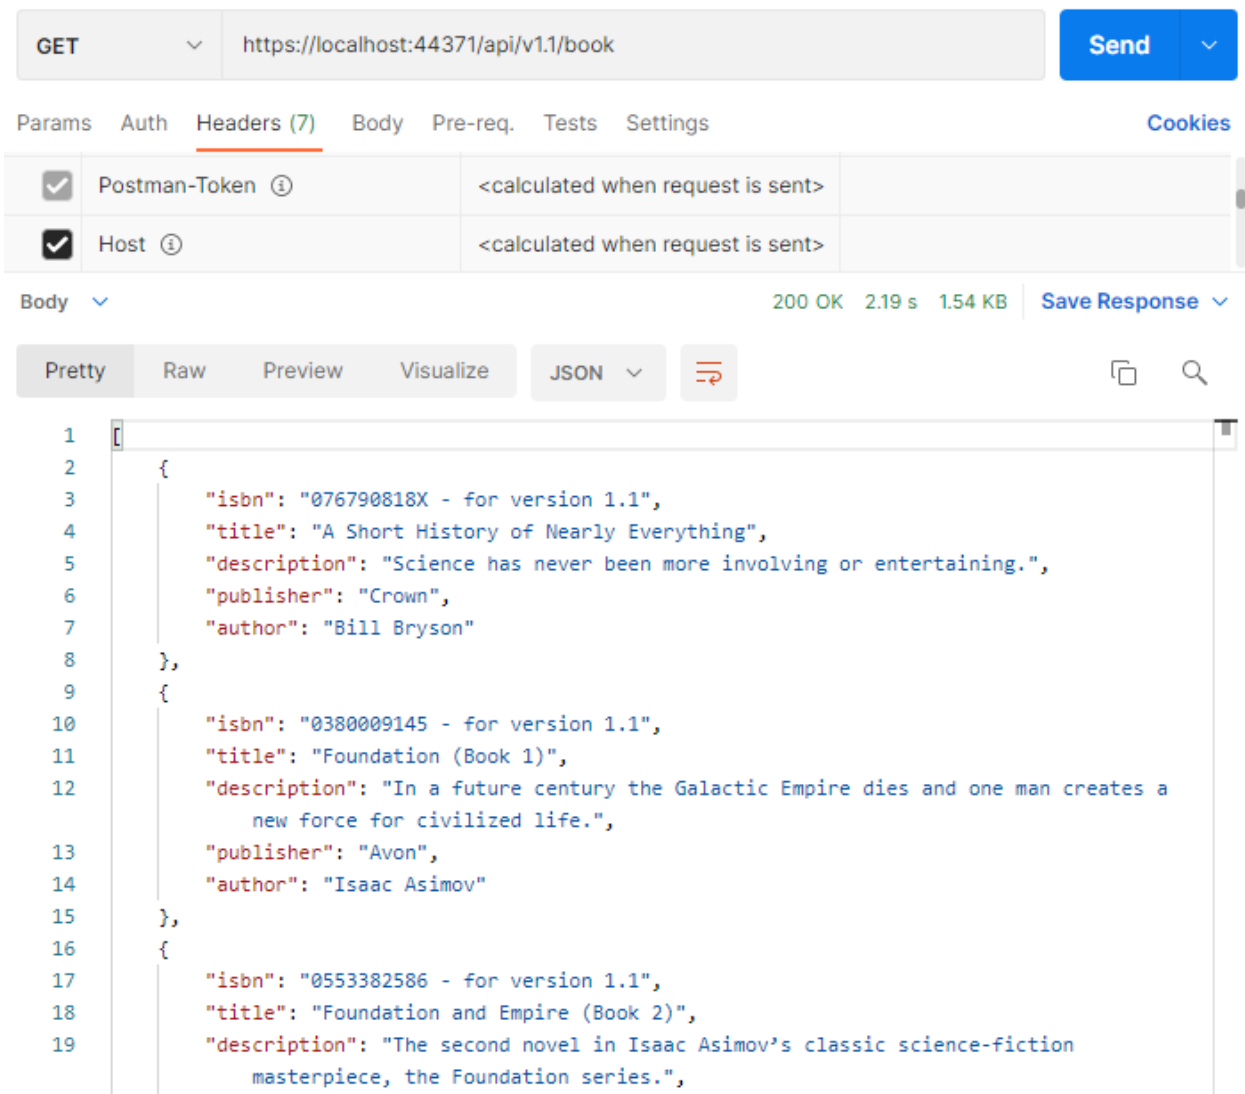 GET https://localhost:44371/api/v1.1/book Send
Params Auth Headers (7) Body Pre-req. Tests Settings Cookies
Postman-Token <calculated when request is sent>
Host <calculated when request is sent>
Body 200 OK 2.19 s 1.54 KB Save Response
Pretty Raw Preview Visualize JSON
1 [
2 {
3 "isbn": "076790818X - for version 1.1",
4 "title": "A Short History of Nearly Everything",
5 "description": "Science has never been more involving or entertaining.",
6 "publisher": "Crown",
7 "author": "Bill Bryson"
8 },
9 {
10 "isbn": "0380009145 - for version 1.1",
11 "title": "Foundation (Book 1)",
12 "description": "In a future century the Galactic Empire dies and one man creates a
new force for civilized life.",
13 "publisher": "Avon",
14 "author": "Isaac Asimov"
15 },
16 {
17 "isbn": "0553382586 - for version 1.1",
18 "title": "Foundation and Empire (Book 2)",
19 "description": "The second novel in Isaac Asimov’s classic science-fiction
masterpiece, the Foundation series.",